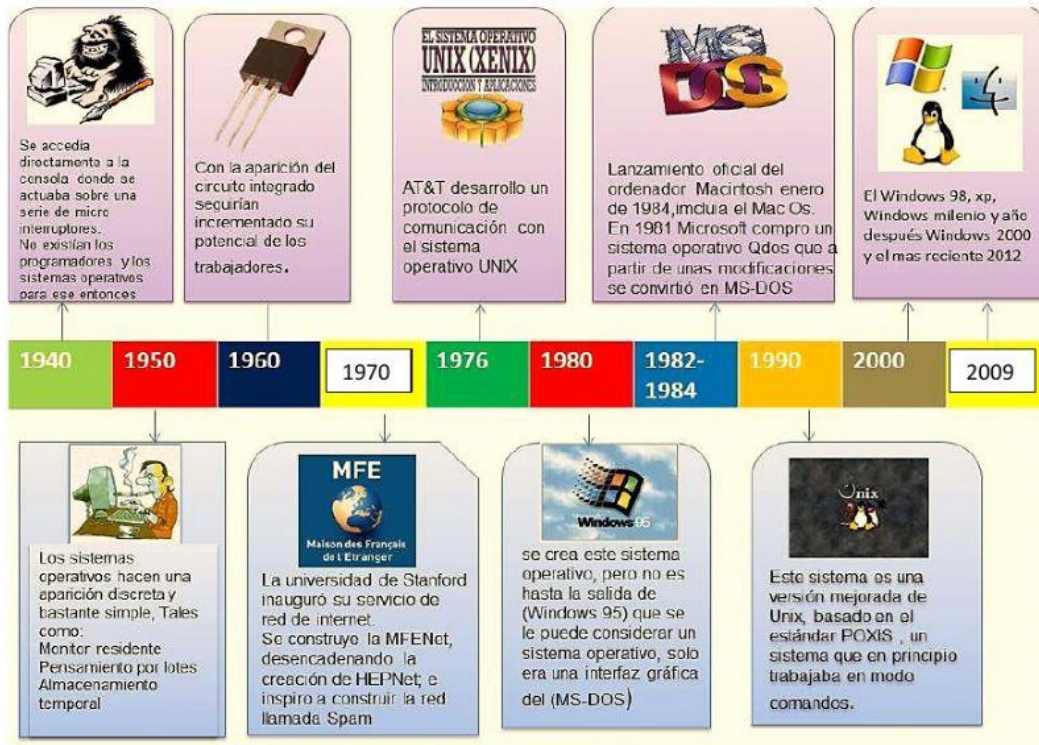 Se accedia
directamente a la
consola donde se
actuaba sobre una
serie de micro
interruptores.
No existían los
programadores y los
sistemas operativos
para ese entonces
Con la aparición del
circuito integrado
seguirían
incrementado su
potencial de los
trabajadores.
EL SISTEMA OPERATIVO
UNIX (XENIX)
INTRODUCCION Y APLICACIONES
AT&T desarrollo un
protocolo de
comunicación con
el sistema
operativo UNIX
MS
DOS
Lanzamiento oficial del
ordenador Macintosh enero
de 1984,imcluia el Mac Os.
En 1981 Microsoft compro un
sistema operativo Qdos que a
partir de unas modificaciones
se convirtió en MS-DOS
El Windows 98, xp,
Windows milenio y año
después Windows 2000
y el mas reciente 2012
1940
1950
1960
1970
1976
1980
1982-
1984
1990
2000
2009
Los sistemas
operativos hacen una
aparición discreta y
bastante simple, Tales
como:
Monitor residente
Pensamiento por lotes
Almacenamiento
temporal
MFE
Maison des Français
de l'Etranger
La universidad de Stanford
inauguró su servicio de
red de internet.
Se construye la MFENet,
desencadenando la
creación de HEPNet; e
inspiro a construir la red
llamada Spam
Windows 95
se crea este sistema
operativo, pero no es
hasta la salida de
(Windows 95) que se
le puede considerar un
sistema operativo, solo
era una interfaz gráfica
del (MS-DOS)
Unix
Este sistema es una
versión mejorada de
Unix, basado en el
estándar POXIS , un
sistema que en principio
trabajaba en modo
comandos.